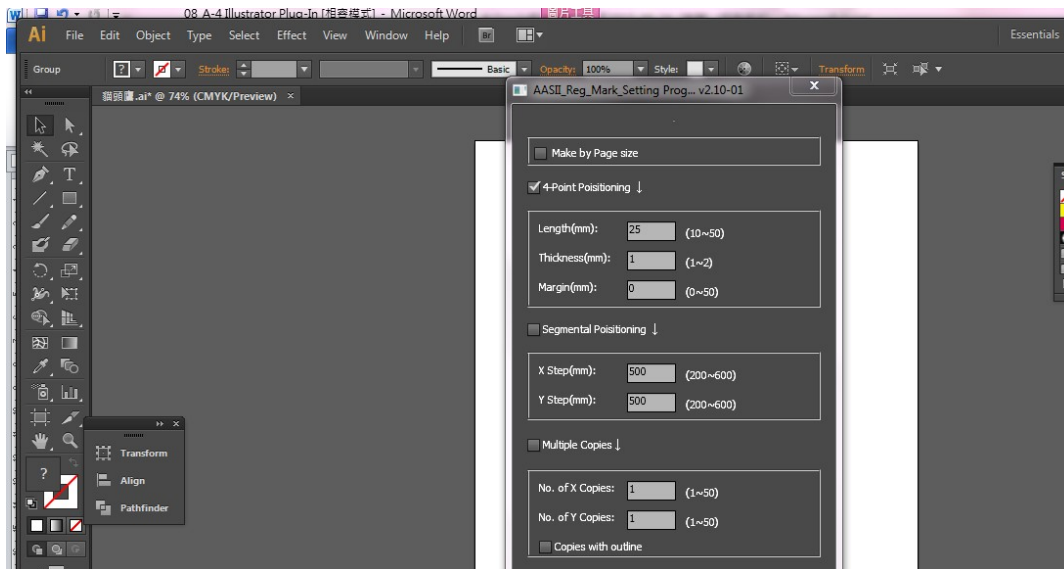 08_A-4 Illustrator Plug-In [相容模式] - Microsoft Word
圖片工具
Ai File Edit Object Type Select Effect View Window Help Br Essentials
Group ? Stroke: Basic Opacity: 100% Style: Transform
貓頭鷹.ai* @ 74% (CMYK/Preview) ×
AASII_Reg_Mark_Setting Prog... v2.10-01 X
Make by Page size
4-Point Poisitioning ↓
Length(mm): 25 (10~50)
Thickness(mm): 1 (1~2)
Margin(mm): 0 (0~50)
Segmental Poisitioning ↓
X Step(mm): 500 (200~600)
Y Step(mm): 500 (200~600)
Multiple Copies ↓
No. of X Copies: 1 (1~50)
No. of Y Copies: 1 (1~50)
Copies with outline
Transform
Align
Pathfinder
?